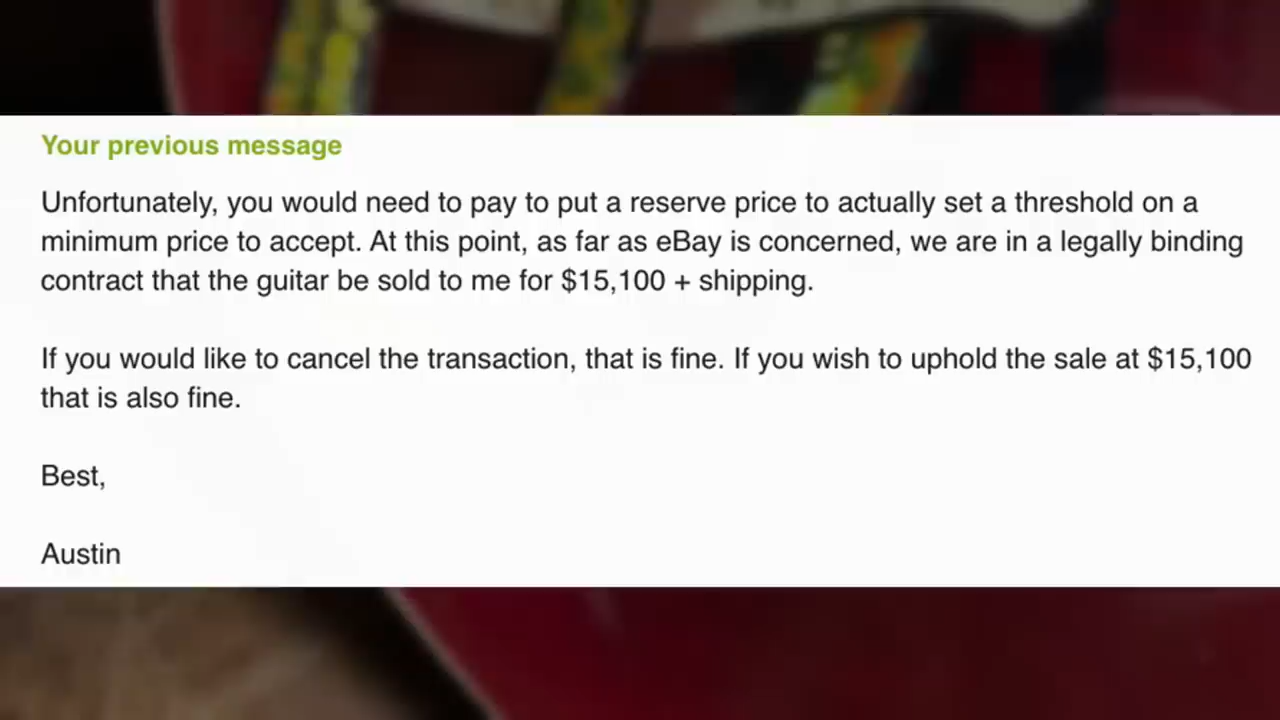 Your previous message
Unfortunately, you would need to pay to put a reserve price to actually set a threshold on a
minimum price to accept. At this point, as far as eBay is concerned, we are in a legally binding
contract that the guitar be sold to me for $15,100 + shipping.
If you would like to cancel the transaction, that is fine. If you wish to uphold the sale at $15,100
that is also fine.
Best,
Austin